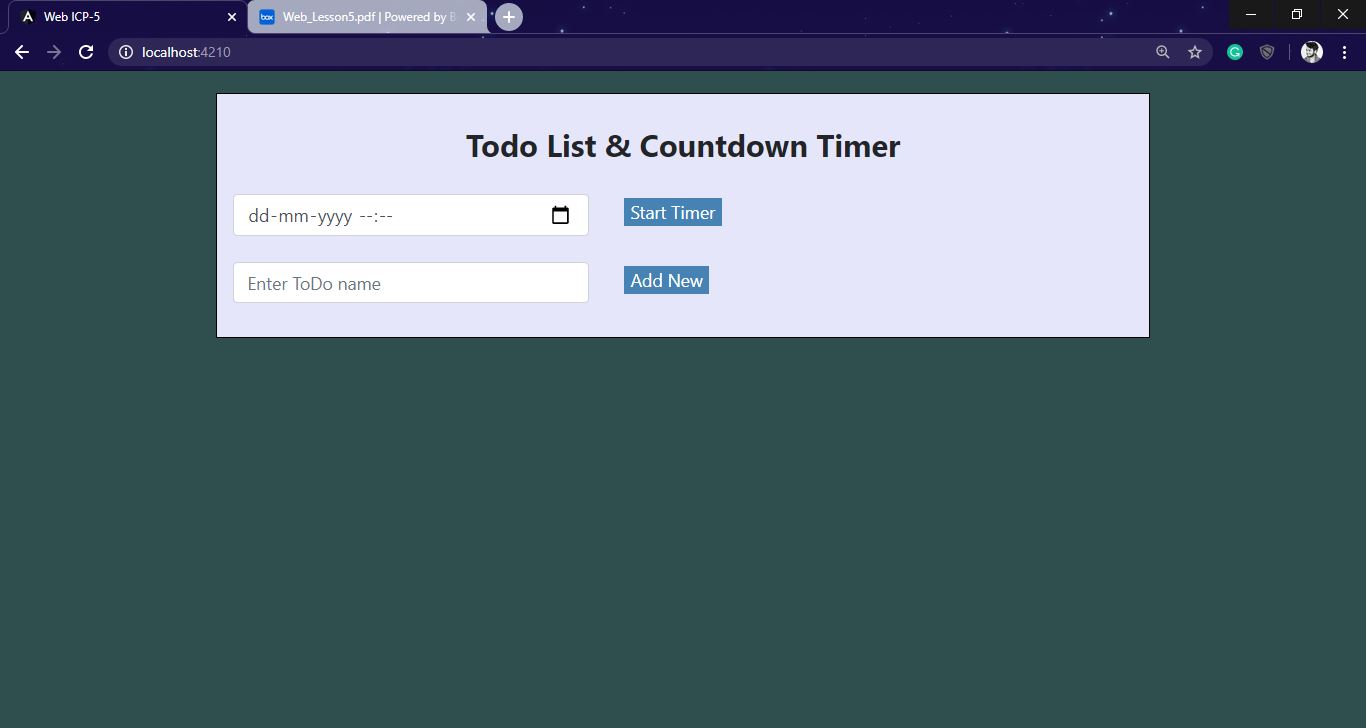 Web ICP-5
Web_Lesson5.pdf | Powered by B
localhost:4210
Todo List & Countdown Timer
dd-mm-yyyy --:--
Start Timer
Enter ToDo name
Add New